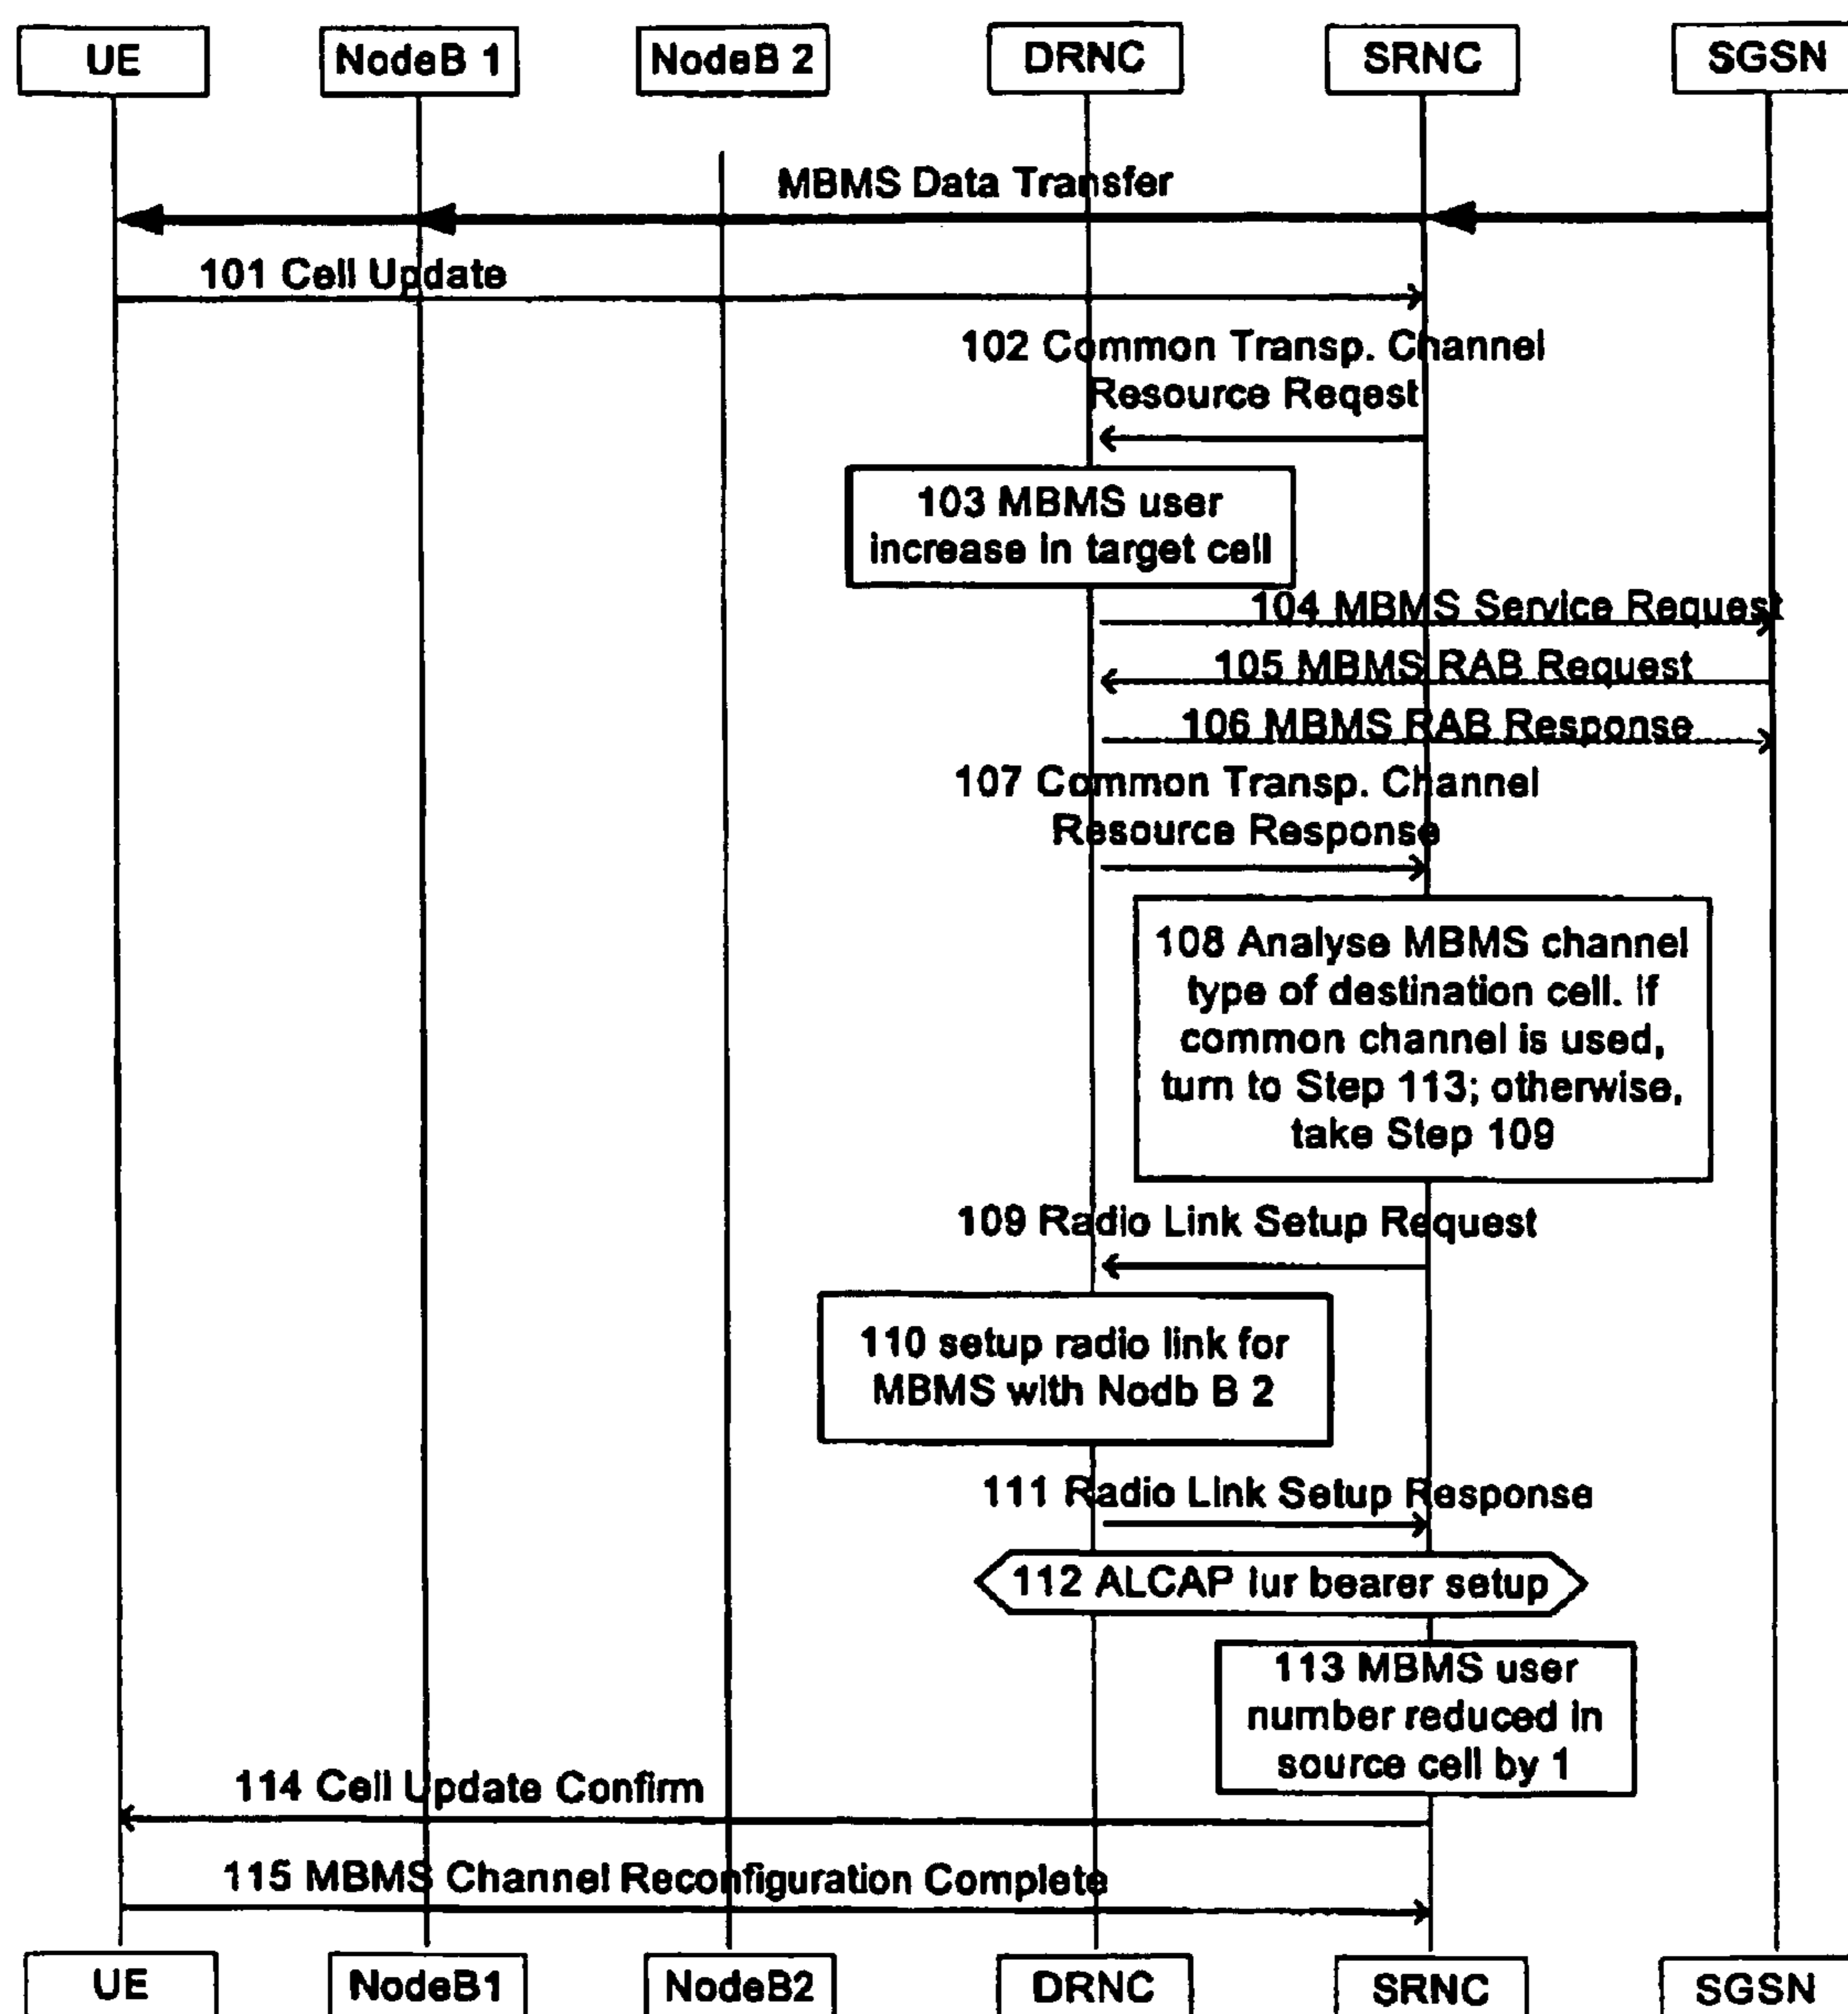 UE NodeB 1 NodeB 2 DRNC SRNC SGSN
MBMS Data Transfer
101 Cell Update
102 Common Transp. Channel
Resource Reqest
103 MBMS user
increase in target cell
104 MBMS Service Request
105 MBMS RAB Request
106 MBMS RAB Response
107 Common Transp. Channel
Resource Response
108 Analyse MBMS channel
type of destination cell. If
common channel is used,
turn to Step 113; otherwise,
take Step 109
109 Radio Link Setup Request
110 setup radio link for
MBMS with Nodb B 2
111 Radio Link Setup Response
112 ALCAP Iur bearer setup
113 MBMS user
number reduced in
source cell by 1
114 Cell Update Confirm
115 MBMS Channel Reconfiguration Complete
UE NodeB1 NodeB2 DRNC SRNC SGSN